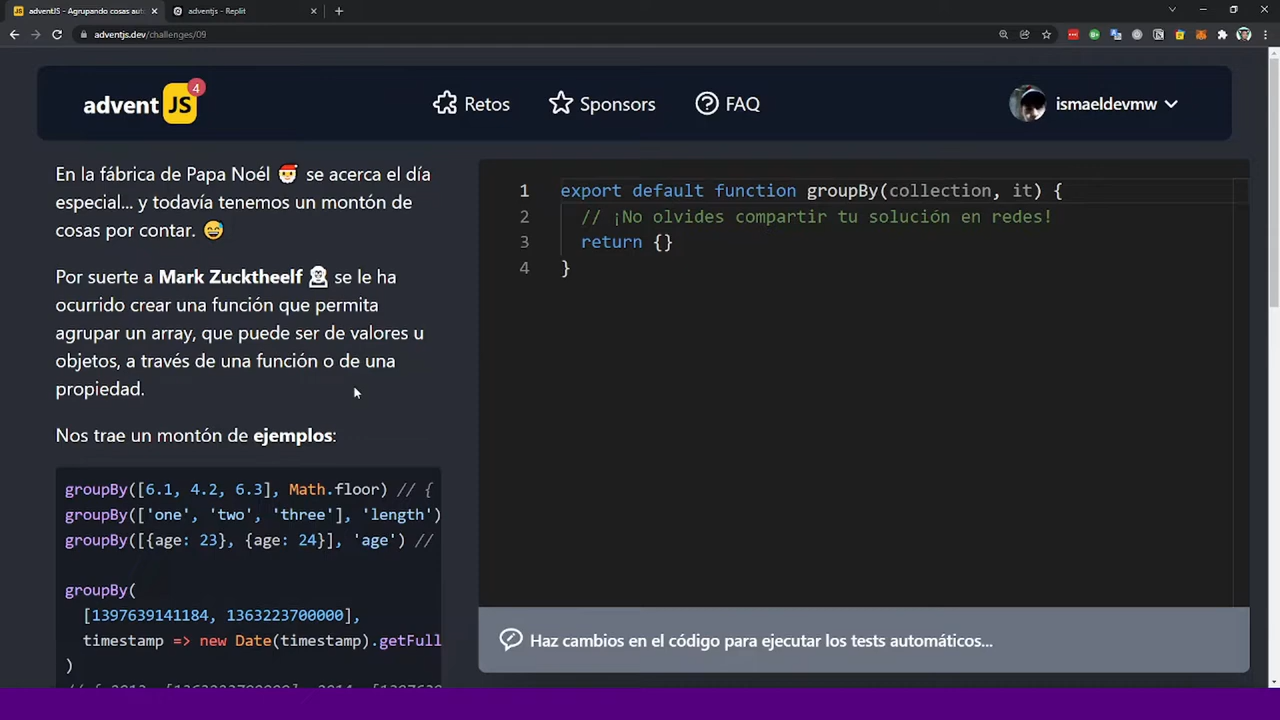 adventJS - Agrupando cosas aut
adventjs - Replit
adventjs.dev/challenges/09
advent JS 4
Retos
Sponsors
FAQ
ismaeldevmw
En la fábrica de Papa Noél 🎅 se acerca el día
especial... y todavía tenemos un montón de
cosas por contar. 😅
Por suerte a Mark Zucktheelf se le ha
ocurrido crear una función que permita
agrupar un array, que puede ser de valores u
objetos, a través de una función o de una
propiedad.
Nos trae un montón de ejemplos:
groupBy([6.1, 4.2, 6.3], Math.floor) // {
groupBy(['one', 'two', 'three'], 'length')
groupBy([{age: 23}, {age: 24}], 'age') //
groupBy(
[1397639141184, 1363223700000],
timestamp => new Date(timestamp).getFull
)
1 export default function groupBy(collection, it) {
2 // ¡No olvides compartir tu solución en redes!
3 return {}
4 }
Haz cambios en el código para ejecutar los tests automáticos...